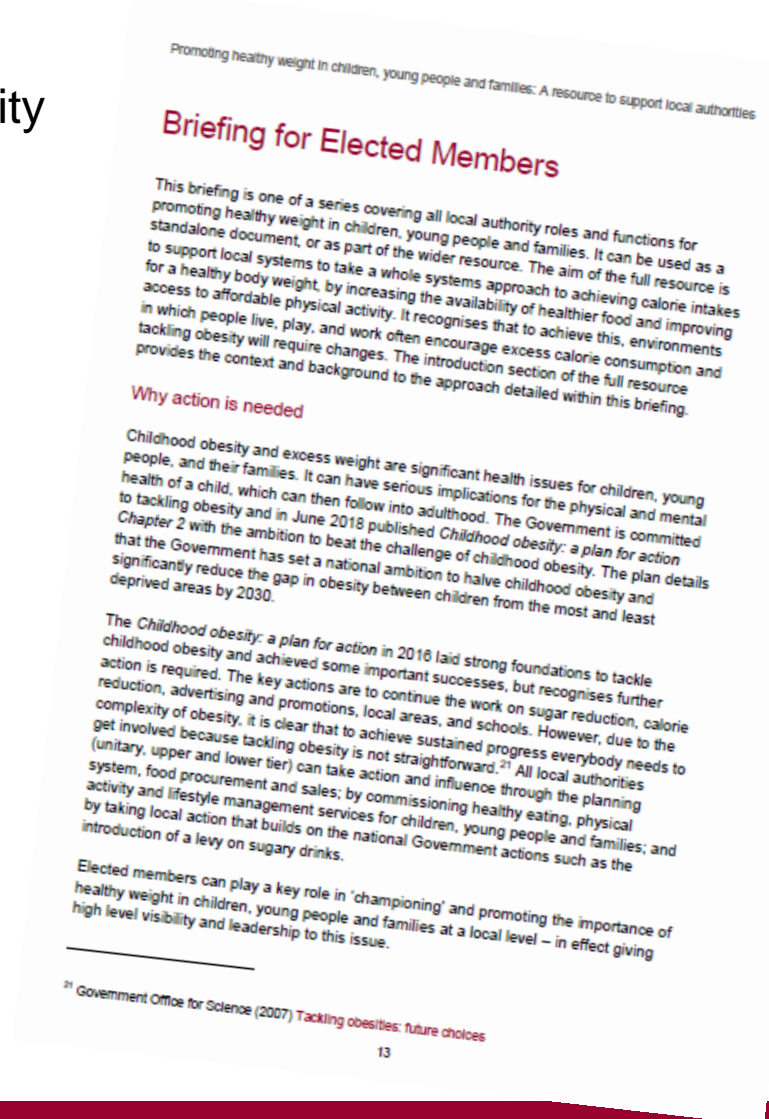 ity
Promoting healthy weight in children, young people and families: A resource to support local authorities
Briefing for Elected Members
This briefing is one of a series covering all local authority roles and functions for
promoting healthy weight in children, young people and families. It can be used as a
standalone document, or as part of the wider resource. The aim of the full resource is
to support local systems to take a whole systems approach to achieving calorie intakes
for a healthy body weight, by increasing the availability of healthier food and improving
access to affordable physical activity. It recognises that to achieve this, environments
in which people live, play, and work often encourage excess calorie consumption and
tackling obesity will require changes. The introduction section of the full resource
provides the context and background to the approach detailed within this briefing.
Why action is needed
Childhood obesity and excess weight are significant health issues for children, young
people, and their families. It can have serious implications for the physical and mental
health of a child, which can then follow into adulthood. The Government is committed
to tackling obesity and in June 2018 published Childhood obesity: a plan for action
Chapter 2 with the ambition to beat the challenge of childhood obesity. The plan details
that the Government has set a national ambition to halve childhood obesity and
significantly reduce the gap in obesity between children from the most and least
deprived areas by 2030.
The Childhood obesity: a plan for action in 2016 laid strong foundations to tackle
childhood obesity and achieved some important successes, but recognises further
action is required. The key actions are to continue the work on sugar reduction, calorie
reduction, advertising and promotions, local areas, and schools. However, due to the
complexity of obesity, it is clear that to achieve sustained progress everybody needs to
get involved because tackling obesity is not straightforward.²¹ All local authorities
(unitary, upper and lower tier) can take action and influence through the planning
system, food procurement and sales; by commissioning healthy eating, physical
activity and lifestyle management services for children, young people and families; and
by taking local action that builds on the national Government actions such as the
introduction of a levy on sugary drinks.
Elected members can play a key role in 'championing' and promoting the importance of
healthy weight in children, young people and families at a local level – in effect giving
high level visibility and leadership to this issue.
²¹ Government Office for Science (2007) Tackling obesities: future choices
13